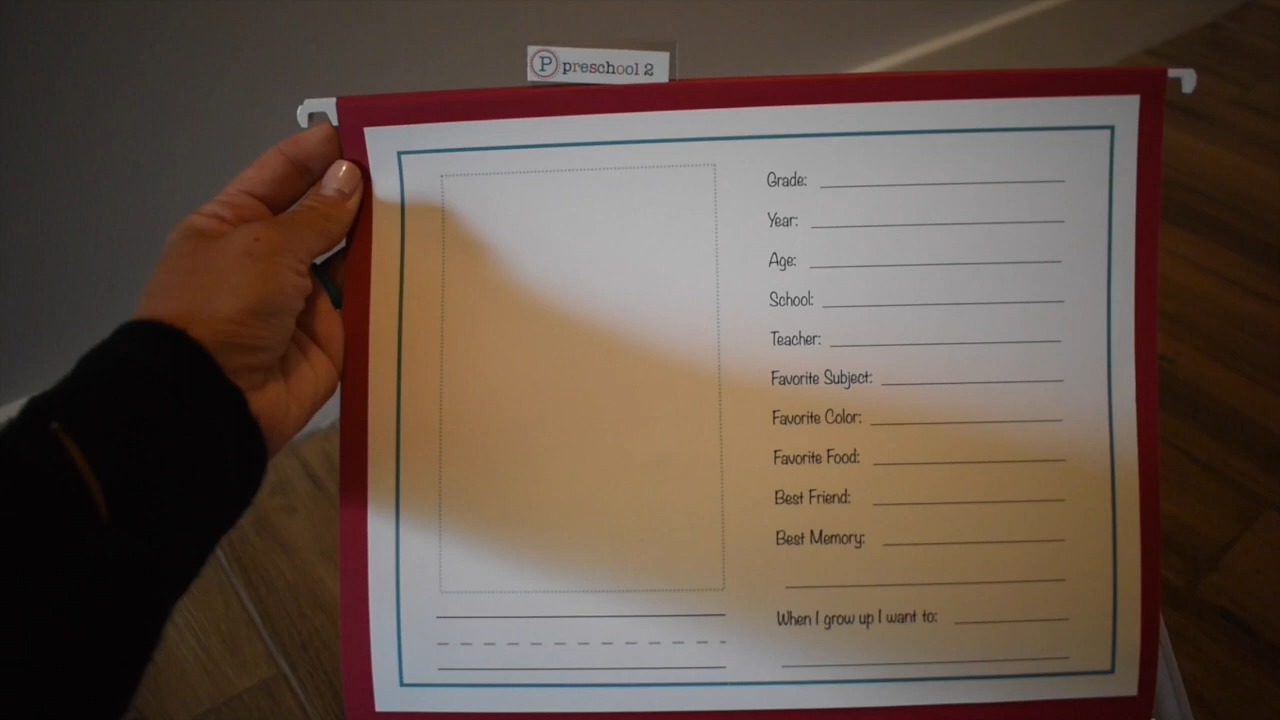 P preschool 2
Grade:
Year:
Age:
School:
Teacher:
Favorite Subject:
Favorite Color:
Favorite Food:
Best Friend:
Best Memory:
When I grow up I want to: